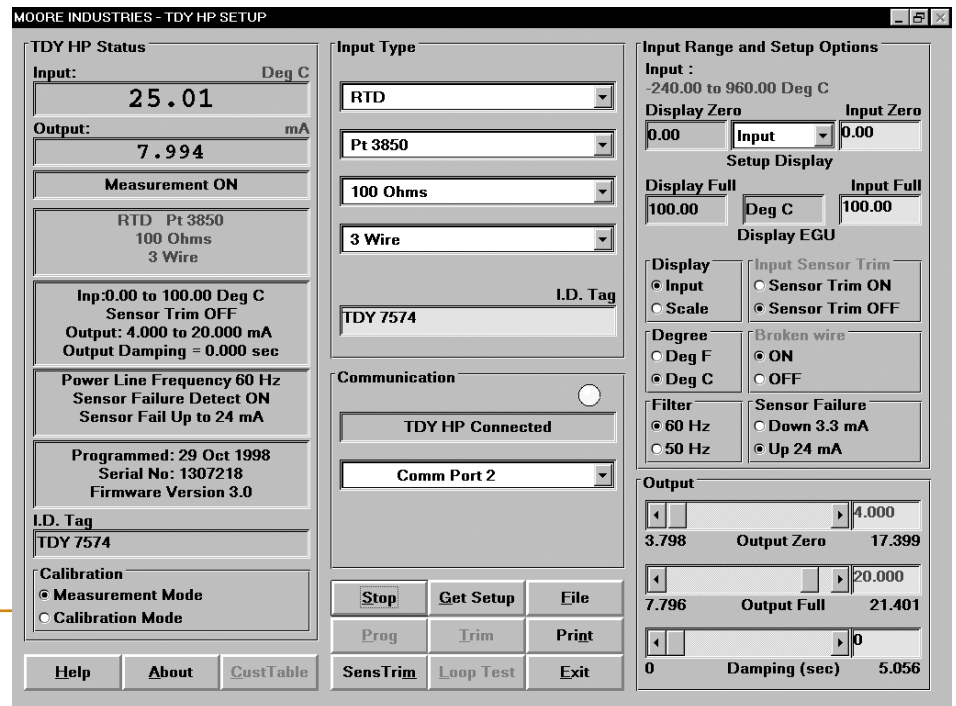 MOORE INDUSTRIES - TDY HP SETUP
TDY HP Status
Input: Deg C
25.01
Output: mA
7.994
Measurement ON
RTD Pt 3850
100 Ohms
3 Wire
Inp:0.00 to 100.00 Deg C
Sensor Trim OFF
Output: 4.000 to 20.000 mA
Output Damping = 0.000 sec
Power Line Frequency 60 Hz
Sensor Failure Detect ON
Sensor Fail Up to 24 mA
Programmed: 29 Oct 1998
Serial No: 1307218
Firmware Version 3.0
I.D. Tag
TDY 7574
Calibration
Measurement Mode
Calibration Mode
Help About CustTable
Input Type
RTD
Pt 3850
100 Ohms
3 Wire
I.D. Tag
TDY 7574
Communication
TDY HP Connected
Comm Port 2
Stop Get Setup File
Prog Trim Print
SensTrim Loop Test Exit
Input Range and Setup Options
Input :
-240.00 to 960.00 Deg C
Display Zero Input Zero
0.00 Input 0.00
Setup Display
Display Full Input Full
100.00 Deg C 100.00
Display EGU
Display
Input
Scale
Input Sensor Trim
Sensor Trim ON
Sensor Trim OFF
Degree
Deg F
Deg C
Broken wire
ON
OFF
Filter
60 Hz
50 Hz
Sensor Failure
Down 3.3 mA
Up 24 mA
Output
4.000
3.798 Output Zero 17.399
20.000
7.796 Output Full 21.401
0
0 Damping (sec) 5.056